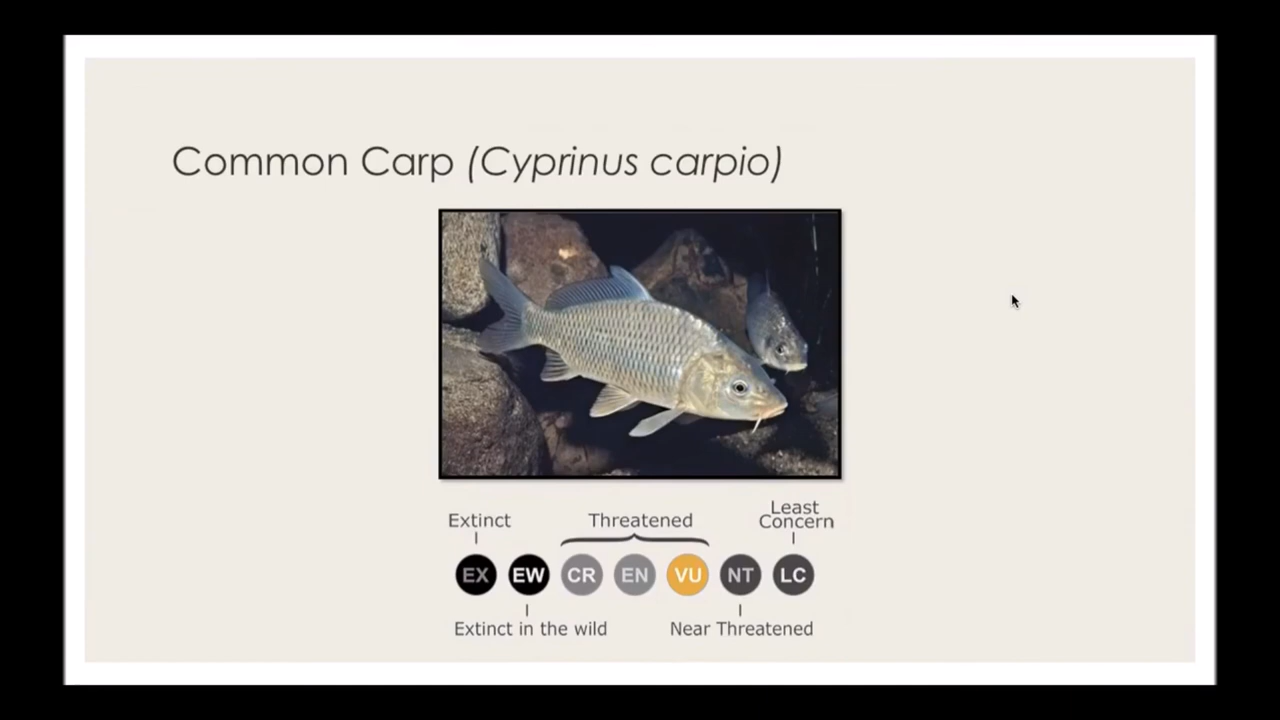 Common Carp (Cyprinus carpio)
Extinct
Threatened
Least
Concern
EX EW CR EN VU NT LC
Extinct in the wild
Near Threatened